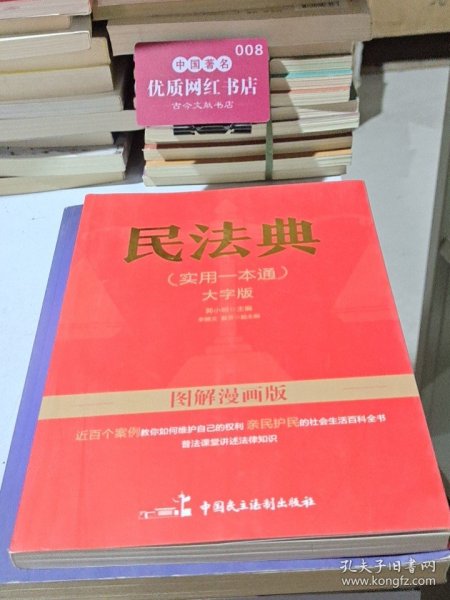 008
中国著名
优质网红书店
古今文献书店
民法典
(实用一本通)
大字版
图解漫画版
近百个案例教你如何维护自己的权利 亲民护民的社会生活百科全书
普法课堂讲述法律知识
中国民主法制出版社
孔夫子旧书网
www.kongfz.com